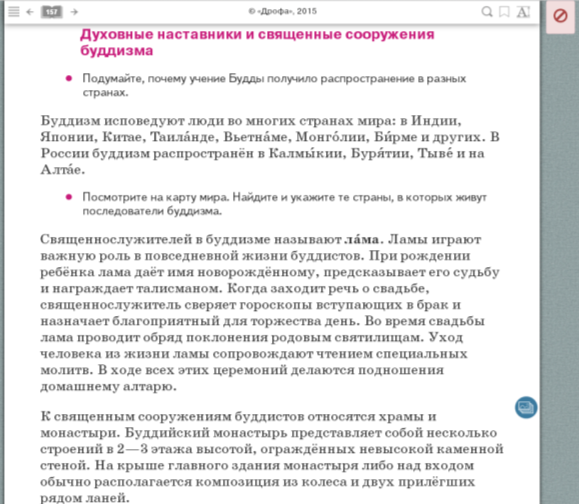 157
© «Дрофа», 2015
Духовные наставники и священные сооружения
буддизма
Подумайте, почему учение Будды получило распространение в разных
странах.
Буддизм исповедуют люди во многих странах мира: в Индии,
Японии, Китае, Таила́нде, Вьетна́ме, Монго́лии, Би́рме и других. В
России буддизм распространён в Калмы́кии, Буря́тии, Тыве́ и на
Алта́е.
Посмотрите на карту мира. Найдите и укажите те страны, в которых живут
последователи буддизма.
Священнослужителей в буддизме называют ла́ма. Ламы играют
важную роль в повседневной жизни буддистов. При рождении
ребёнка лама даёт имя новорождённому, предсказывает его судьбу
и награждает талисманом. Когда заходит речь о свадьбе,
священнослужитель сверяет гороскопы вступающих в брак и
назначает благоприятный для торжества день. Во время свадьбы
лама проводит обряд поклонения родовым святилищам. Уход
человека из жизни ламы сопровождают чтением специальных
молитв. В ходе всех этих церемоний делаются подношения
домашнему алтарю.
К священным сооружениям буддистов относятся храмы и
монастыри. Буддийский монастырь представляет собой несколько
строений в 2—3 этажа высотой, ограждённых невысокой каменной
стеной. На крыше главного здания монастыря либо над входом
обычно располагается композиция из колеса и двух прилёгших
рядом ланей.